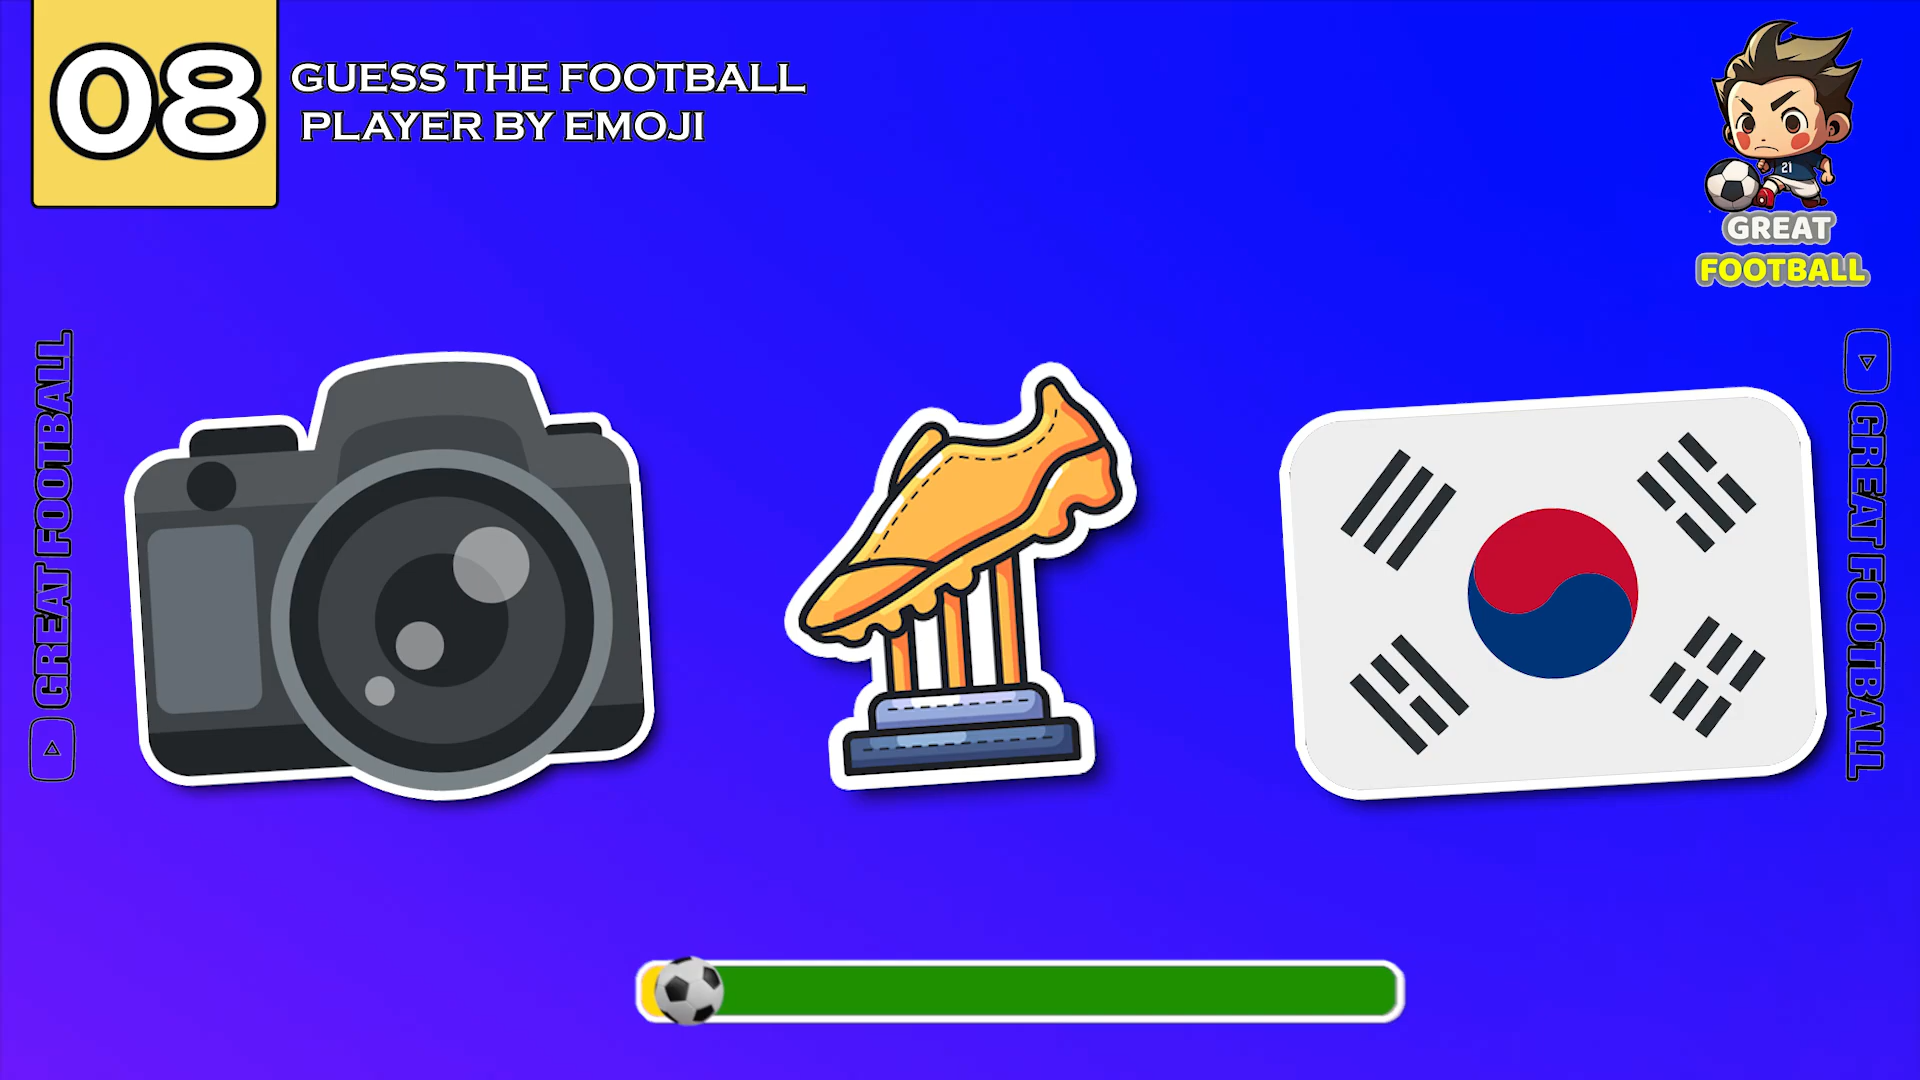 08
GUESS THE FOOTBALL
PLAYER BY EMOJI
21
GREAT
FOOTBALL
GREAT FOOTBALL
GREAT FOOTBALL